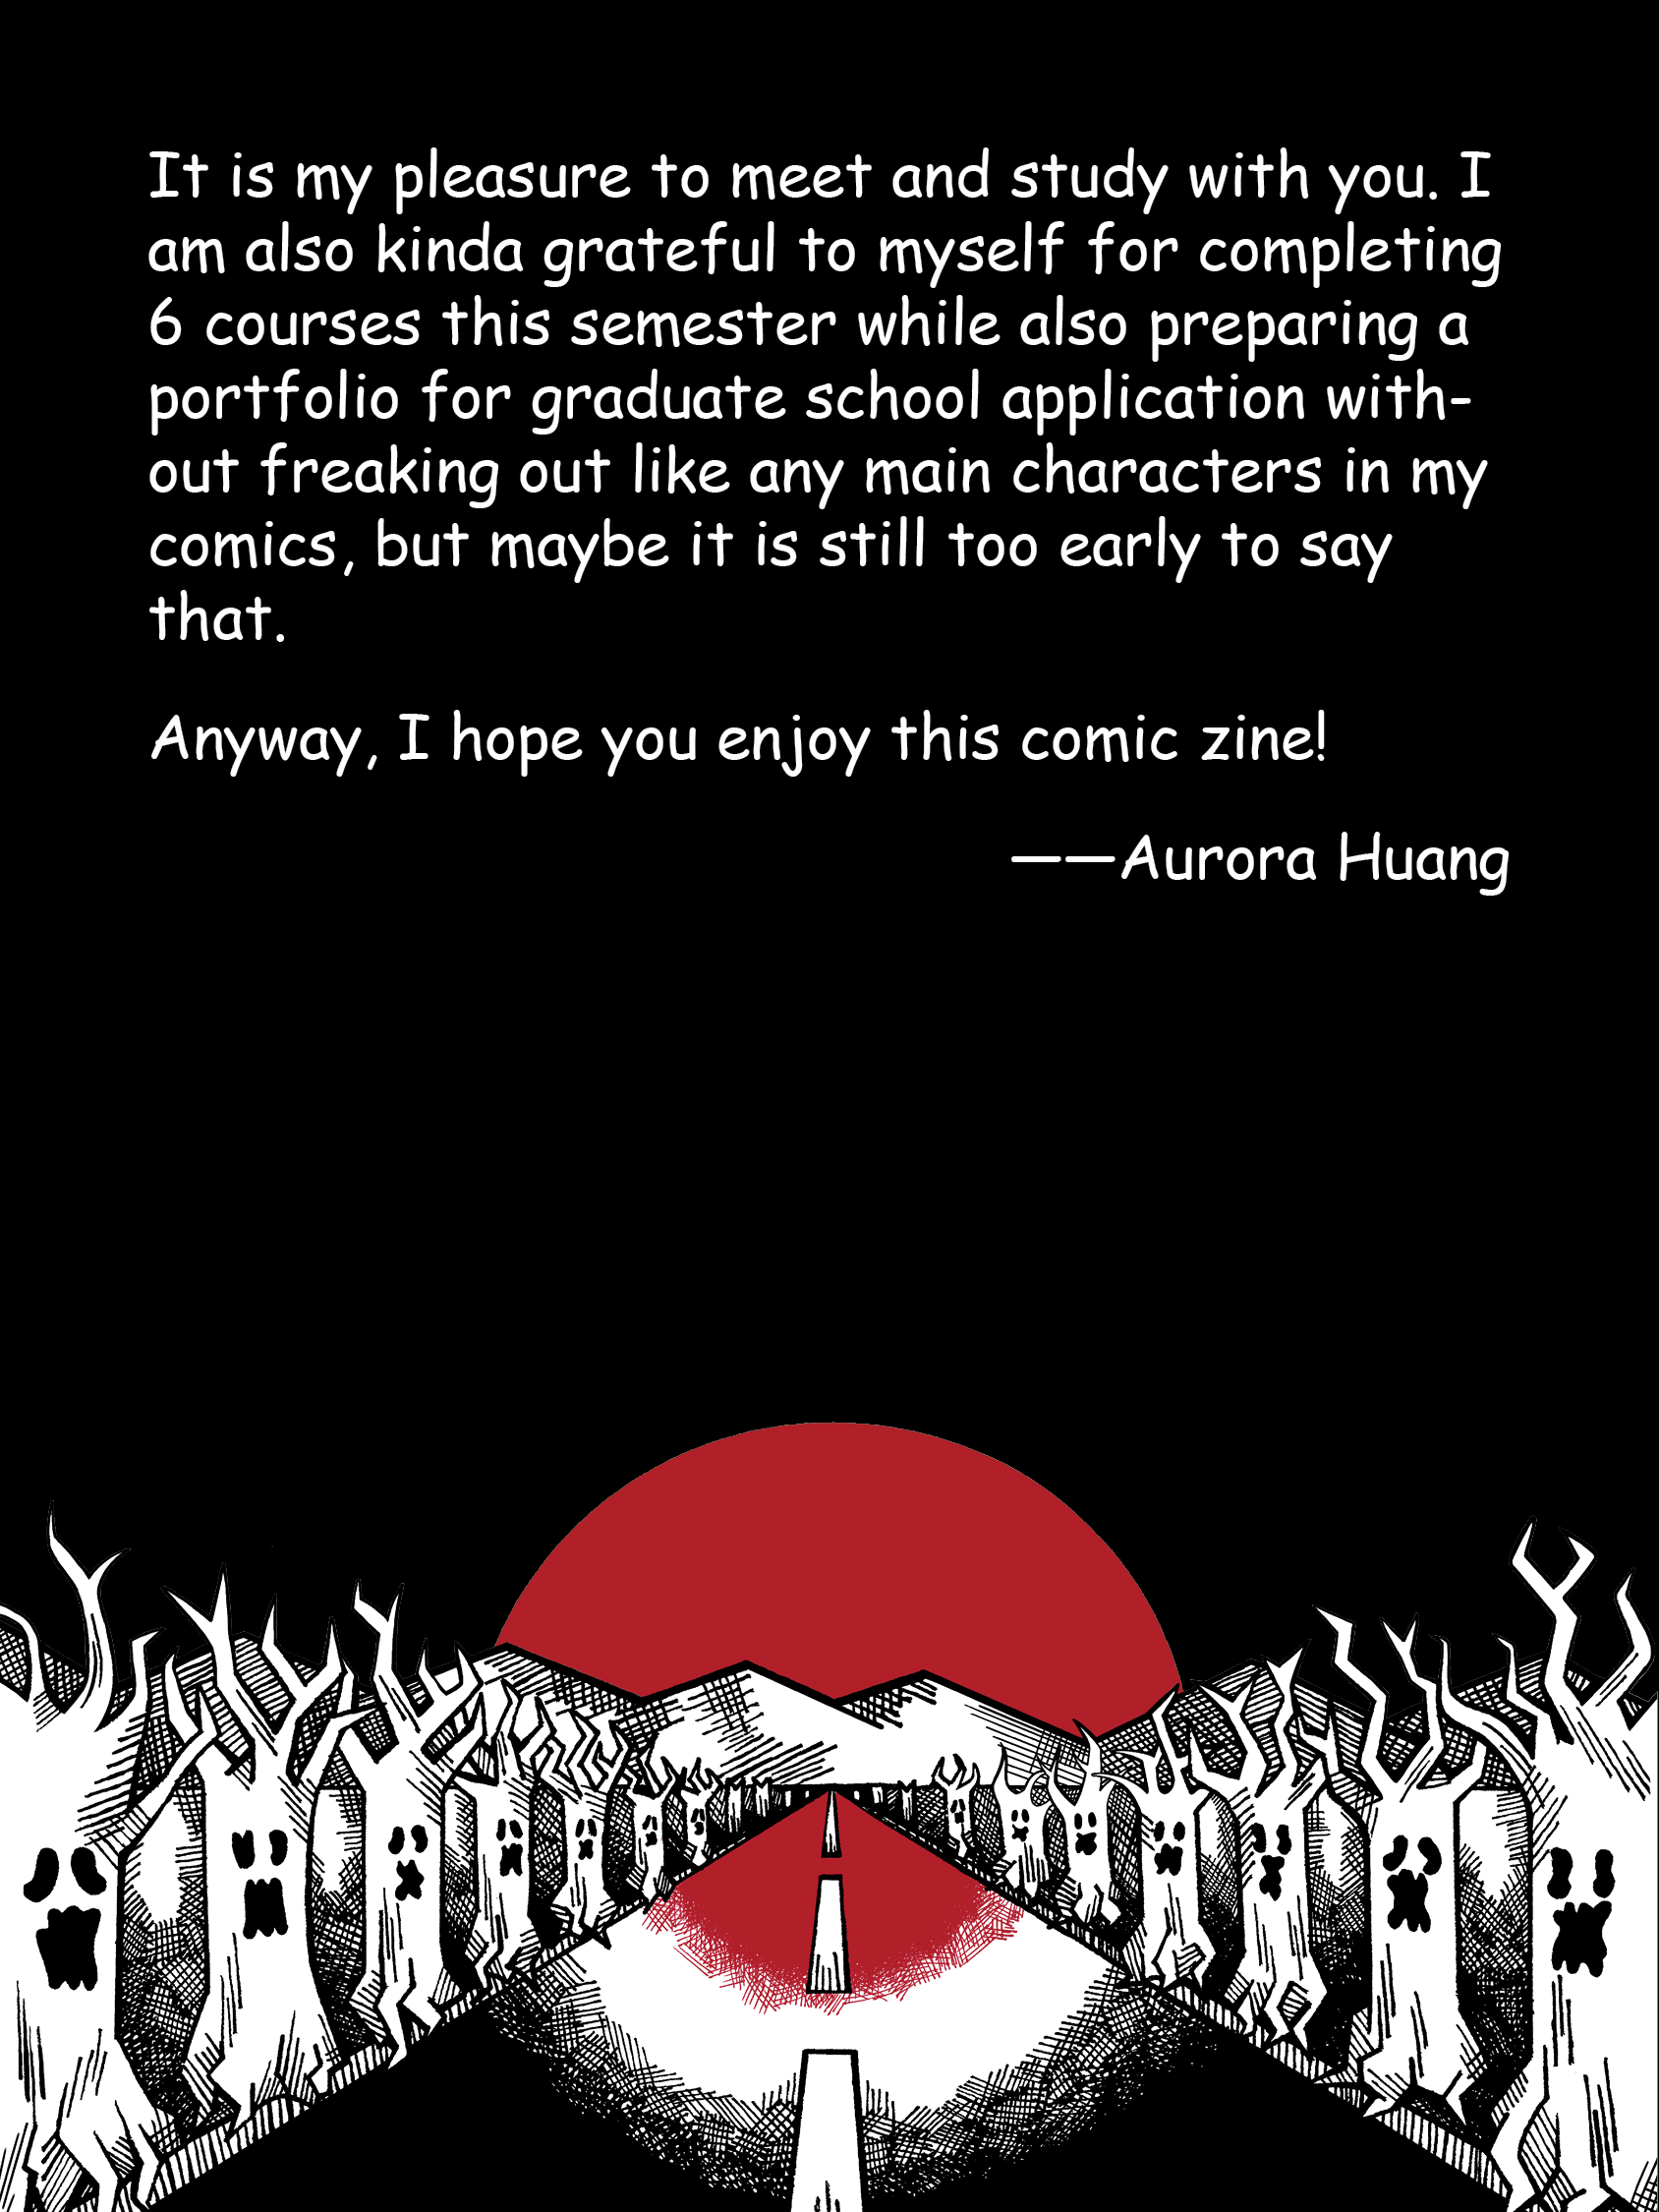 It is my pleasure to meet and study with you. I
am also kinda grateful to myself for completing
6 courses this semester while also preparing a
portfolio for graduate school application with-
out freaking out like any main characters in my
comics, but maybe it is still too early to say
that.
Anyway, I hope you enjoy this comic zine!
——Aurora Huang